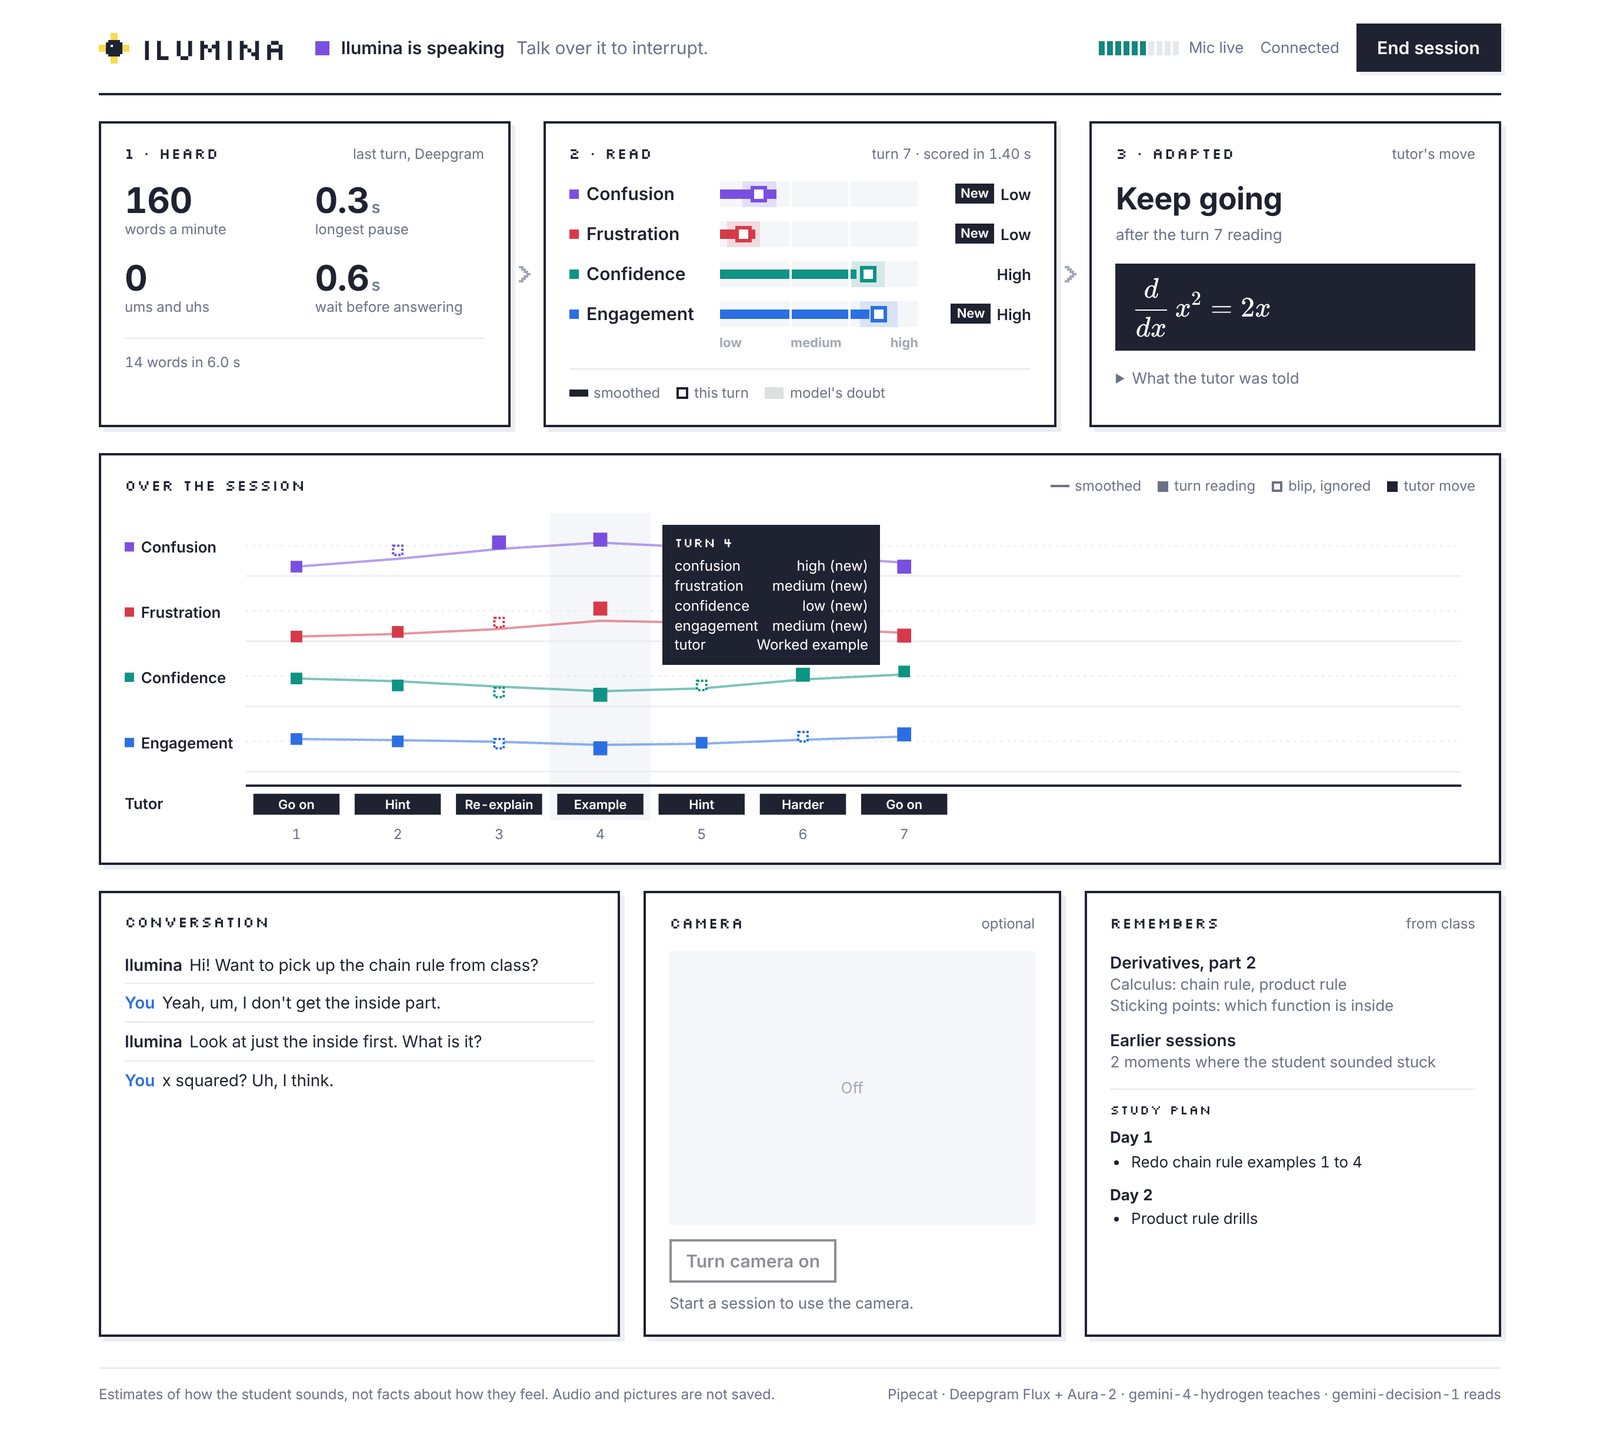 ILUMINA
Ilumina is speaking Talk over it to interrupt.
Mic live Connected End session
1 · HEARD last turn, Deepgram
160 0.3 s
words a minute longest pause
0 0.6 s
ums and uhs wait before answering
14 words in 6.0 s
2 · READ turn 7 · scored in 1.40 s
Confusion New Low
Frustration New Low
Confidence High
Engagement New High
low medium high
smoothed this turn model's doubt
3 · ADAPTED tutor's move
Keep going
after the turn 7 reading
d/dx x² = 2x
What the tutor was told
OVER THE SESSION smoothed turn reading blip, ignored tutor move
Confusion
Frustration
Confidence
Engagement
TURN 4
confusion high (new)
frustration medium (new)
confidence low (new)
engagement medium (new)
tutor Worked example
Tutor Go on Hint Re-explain Example Hint Harder Go on
1 2 3 4 5 6 7
CONVERSATION
Ilumina Hi! Want to pick up the chain rule from class?
You Yeah, um, I don't get the inside part.
Ilumina Look at just the inside first. What is it?
You x squared? Uh, I think.
CAMERA optional
Off
Turn camera on
Start a session to use the camera.
REMEMBERS from class
Derivatives, part 2
Calculus: chain rule, product rule
Sticking points: which function is inside
Earlier sessions
2 moments where the student sounded stuck
STUDY PLAN
Day 1
• Redo chain rule examples 1 to 4
Day 2
• Product rule drills
Estimates of how the student sounds, not facts about how they feel. Audio and pictures are not saved.
Pipecat · Deepgram Flux + Aura-2 · gemini-4-hydrogen teaches · gemini-decision-1 reads